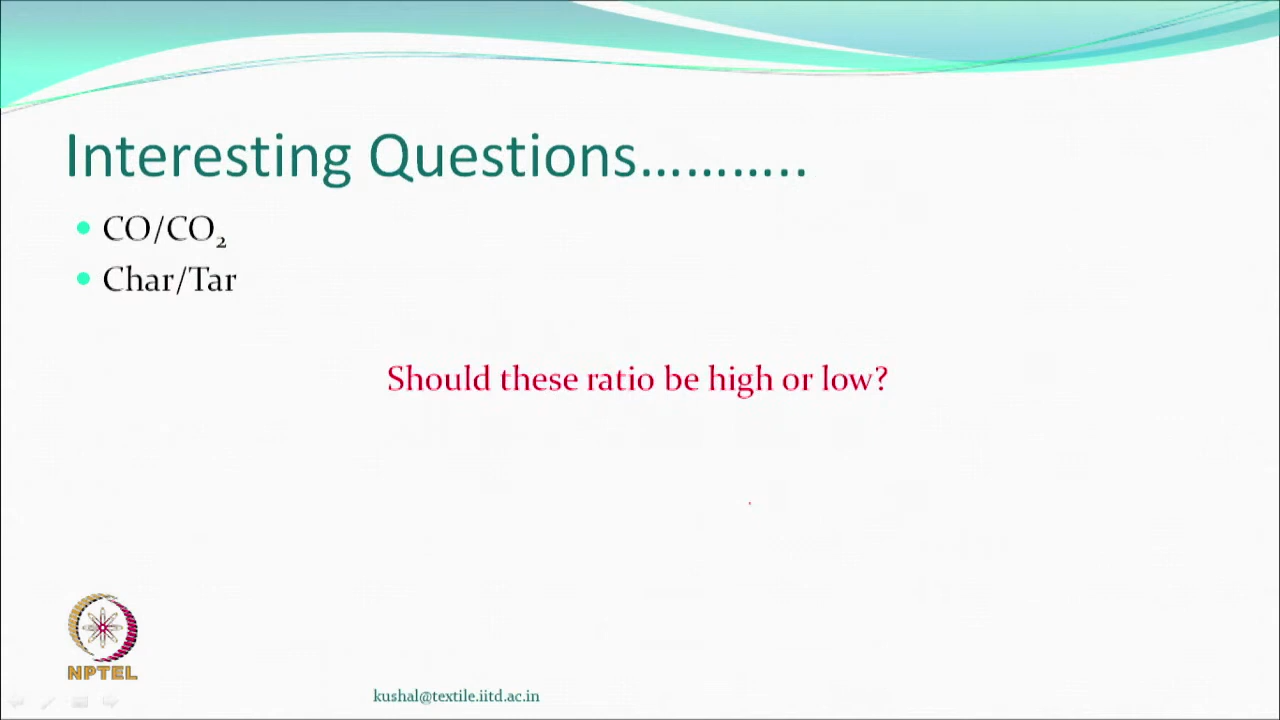 Interesting Questions………..
CO/CO₂
Char/Tar
Should these ratio be high or low?
NPTEL
kushal@textile.iitd.ac.in